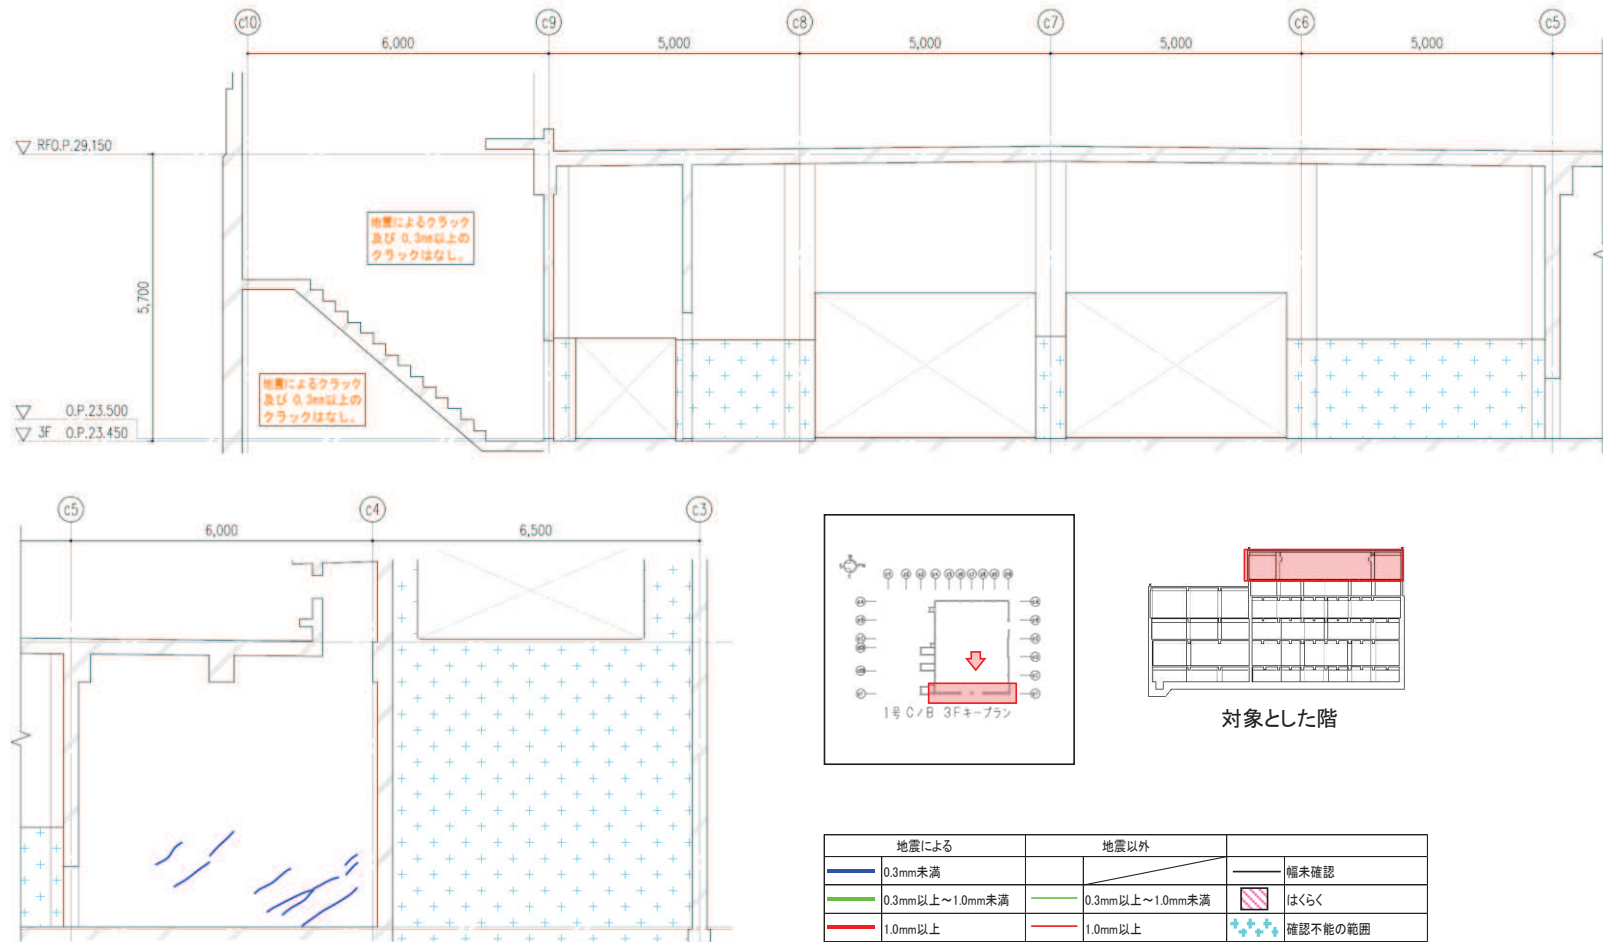 c10 c9 c8 c7 c6 c5
6,000 5,000 5,000 5,000 5,000
RFO.P.29.150
5,700
地震によるクラック
及び 0.3mm以上の
クラックはなし。
地震によるクラック
及び 0.3mm以上の
クラックはなし。
O.P.23.500
3F O.P.23.450
c5 c4 c3
6,000 6,500
1号 C/B 3Fキープラン
対象とした階
地震による 地震以外
0.3mm未満 幅未確認
0.3mm以上～1.0mm未満 0.3mm以上～1.0mm未満 はくらく
1.0mm以上 1.0mm以上 確認不能の範囲